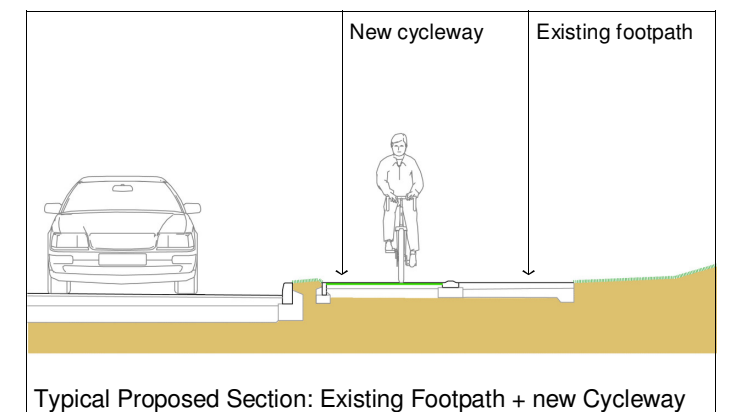 New cycleway
Existing footpath
Typical Proposed Section: Existing Footpath + new Cycleway